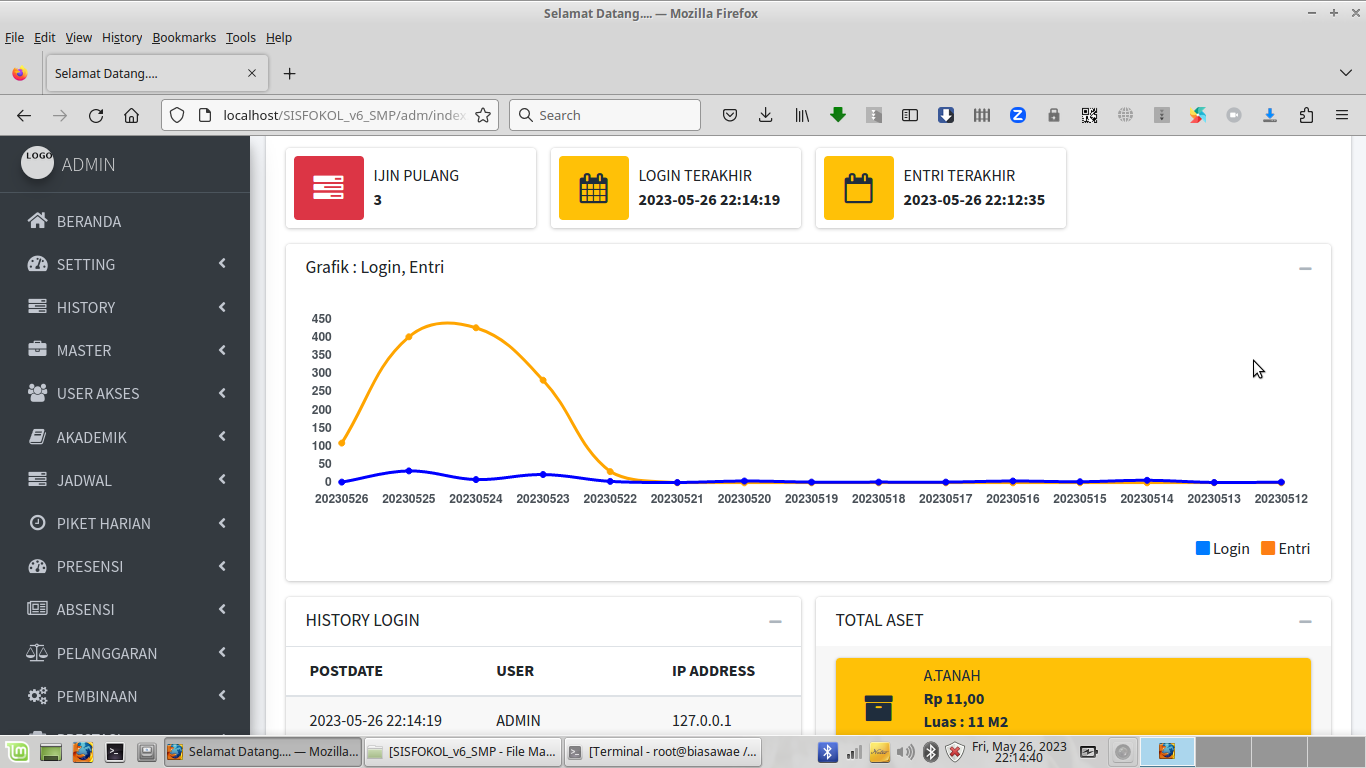 Selamat Datang.... — Mozilla Firefox
File Edit View History Bookmarks Tools Help
Selamat Datang....
localhost/SISFOKOL_v6_SMP/adm/index
Search
LOGO
ADMIN
BERANDA
SETTING
HISTORY
MASTER
USER AKSES
AKADEMIK
JADWAL
PIKET HARIAN
PRESENSI
ABSENSI
PELANGGARAN
PEMBINAAN
IJIN PULANG
3
LOGIN TERAKHIR
2023-05-26 22:14:19
ENTRI TERAKHIR
2023-05-26 22:12:35
Grafik : Login, Entri
450
400
350
300
250
200
150
100
50
0
20230526 20230525 20230524 20230523 20230522 20230521 20230520 20230519 20230518 20230517 20230516 20230515 20230514 20230513 20230512
Login Entri
HISTORY LOGIN
POSTDATE USER IP ADDRESS
2023-05-26 22:14:19 ADMIN 127.0.0.1
TOTAL ASET
A.TANAH
Rp 11,00
Luas : 11 M2
Selamat Datang.... — Mozilla...
[SISFOKOL_v6_SMP - File Ma...
[Terminal - root@biasawae /...
Fri, May 26, 2023
22:14:40